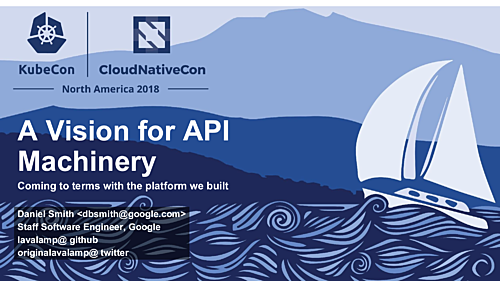 KubeCon
CloudNativeCon
North America 2018
A Vision for API
Machinery
Coming to terms with the platform we built
Daniel Smith <dbsmith@google.com>
Staff Software Engineer, Google
lavalamp@ github
originalavalamp@ twitter